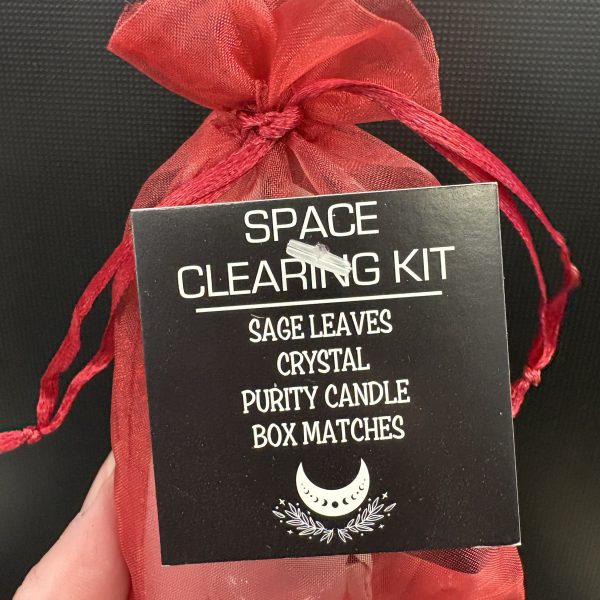 SPACE
CLEARING KIT
SAGE LEAVES
CRYSTAL
PURITY CANDLE
BOX MATCHES